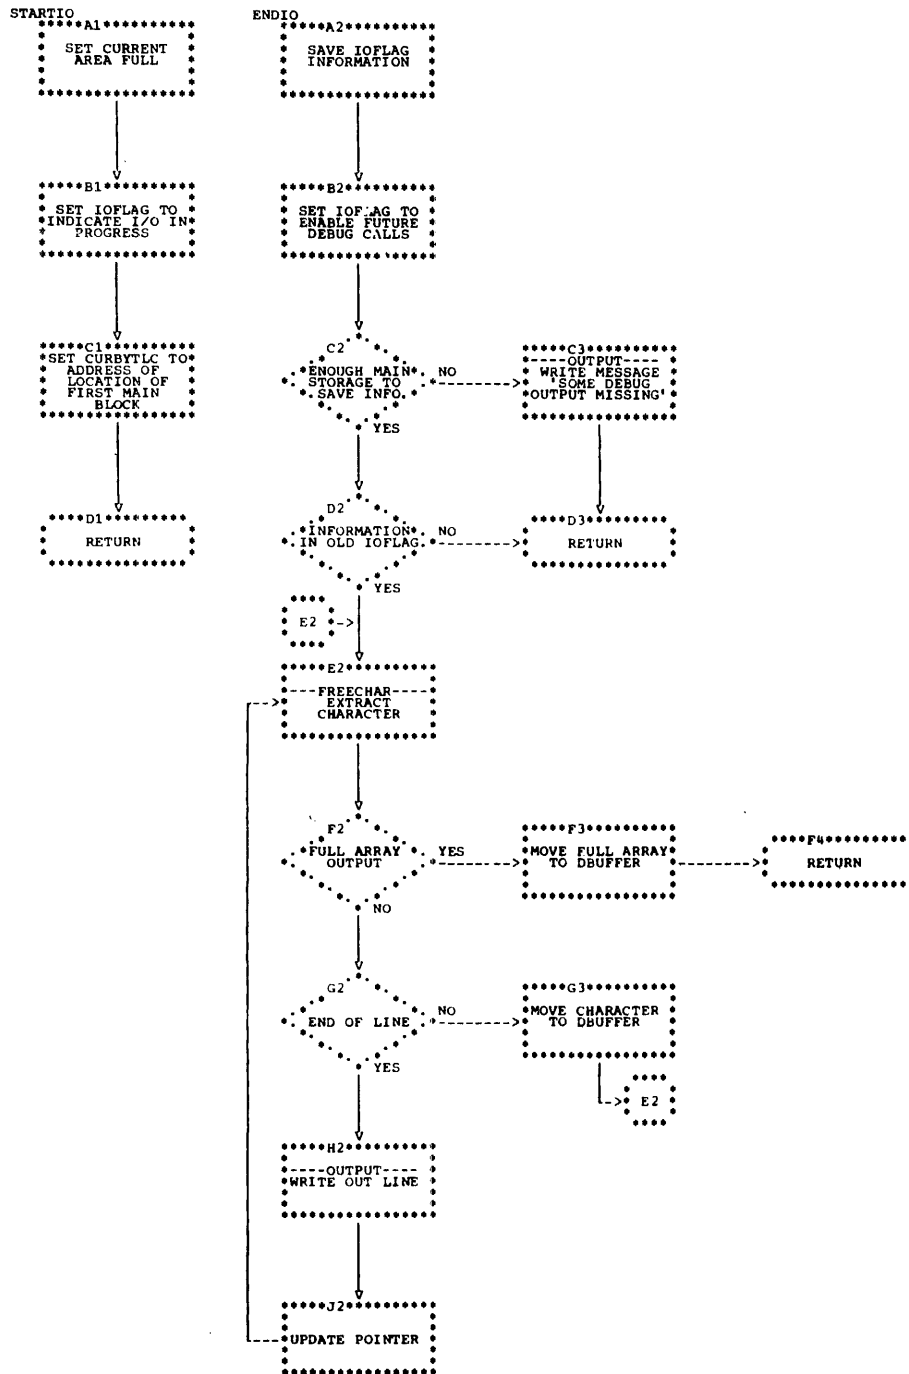 STARTIO
A1
SET CURRENT
AREA FULL
B1
SET IOFLAG TO
INDICATE I/O IN
PROGRESS
C1
SET CURBYTLC TO
ADDRESS OF
LOCATION OF
FIRST MAIN
BLOCK
D1
RETURN
ENDIO
A2
SAVE IOFLAG
INFORMATION
B2
SET IOFLAG TO
ENABLE FUTURE
DEBUG CALLS
C2
ENOUGH MAIN
STORAGE TO
SAVE INFO.
NO
YES
C3
OUTPUT
WRITE MESSAGE
'SOME DEBUG
OUTPUT MISSING'
D2
INFORMATION
IN OLD IOFLAG
NO
YES
D3
RETURN
E2
E2
FREECHAR
EXTRACT
CHARACTER
F2
FULL ARRAY
OUTPUT
YES
NO
F3
MOVE FULL ARRAY
TO DBUFFER
F4
RETURN
G2
END OF LINE
NO
YES
G3
MOVE CHARACTER
TO DBUFFER
E2
H2
OUTPUT
WRITE OUT LINE
J2
UPDATE POINTER